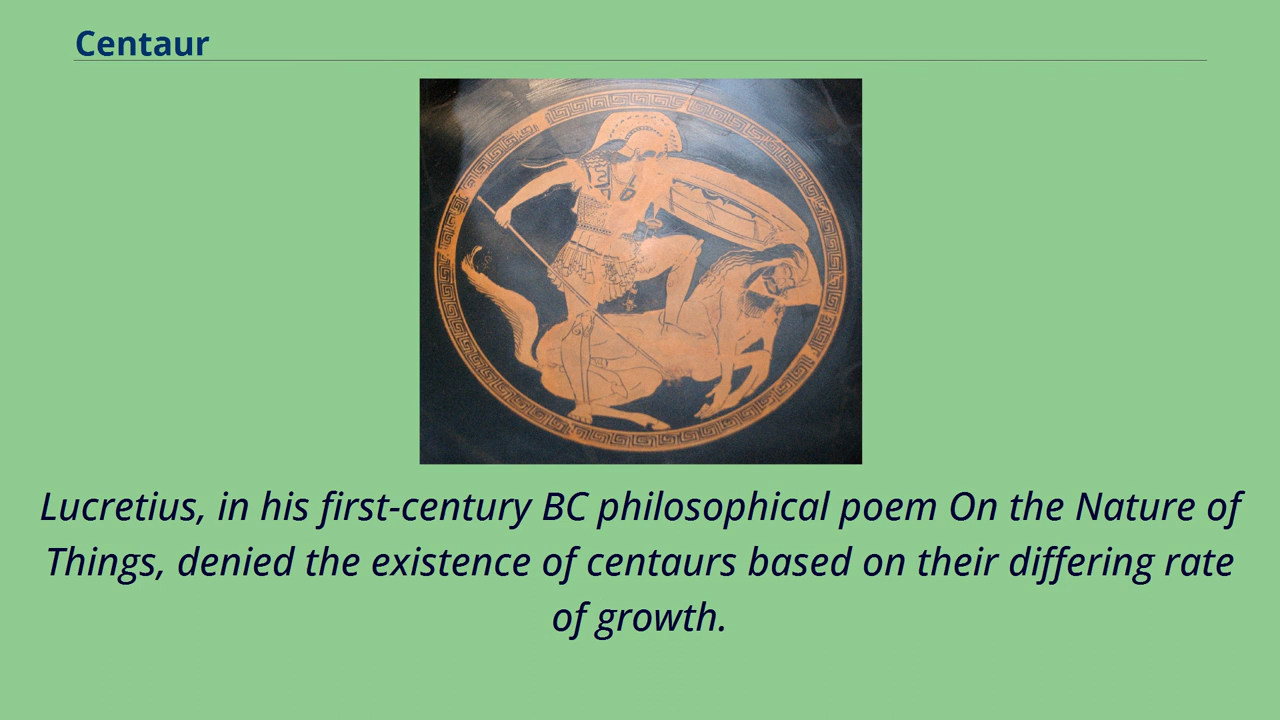 Centaur
Lucretius, in his first-century BC philosophical poem On the Nature of
Things, denied the existence of centaurs based on their differing rate
of growth.